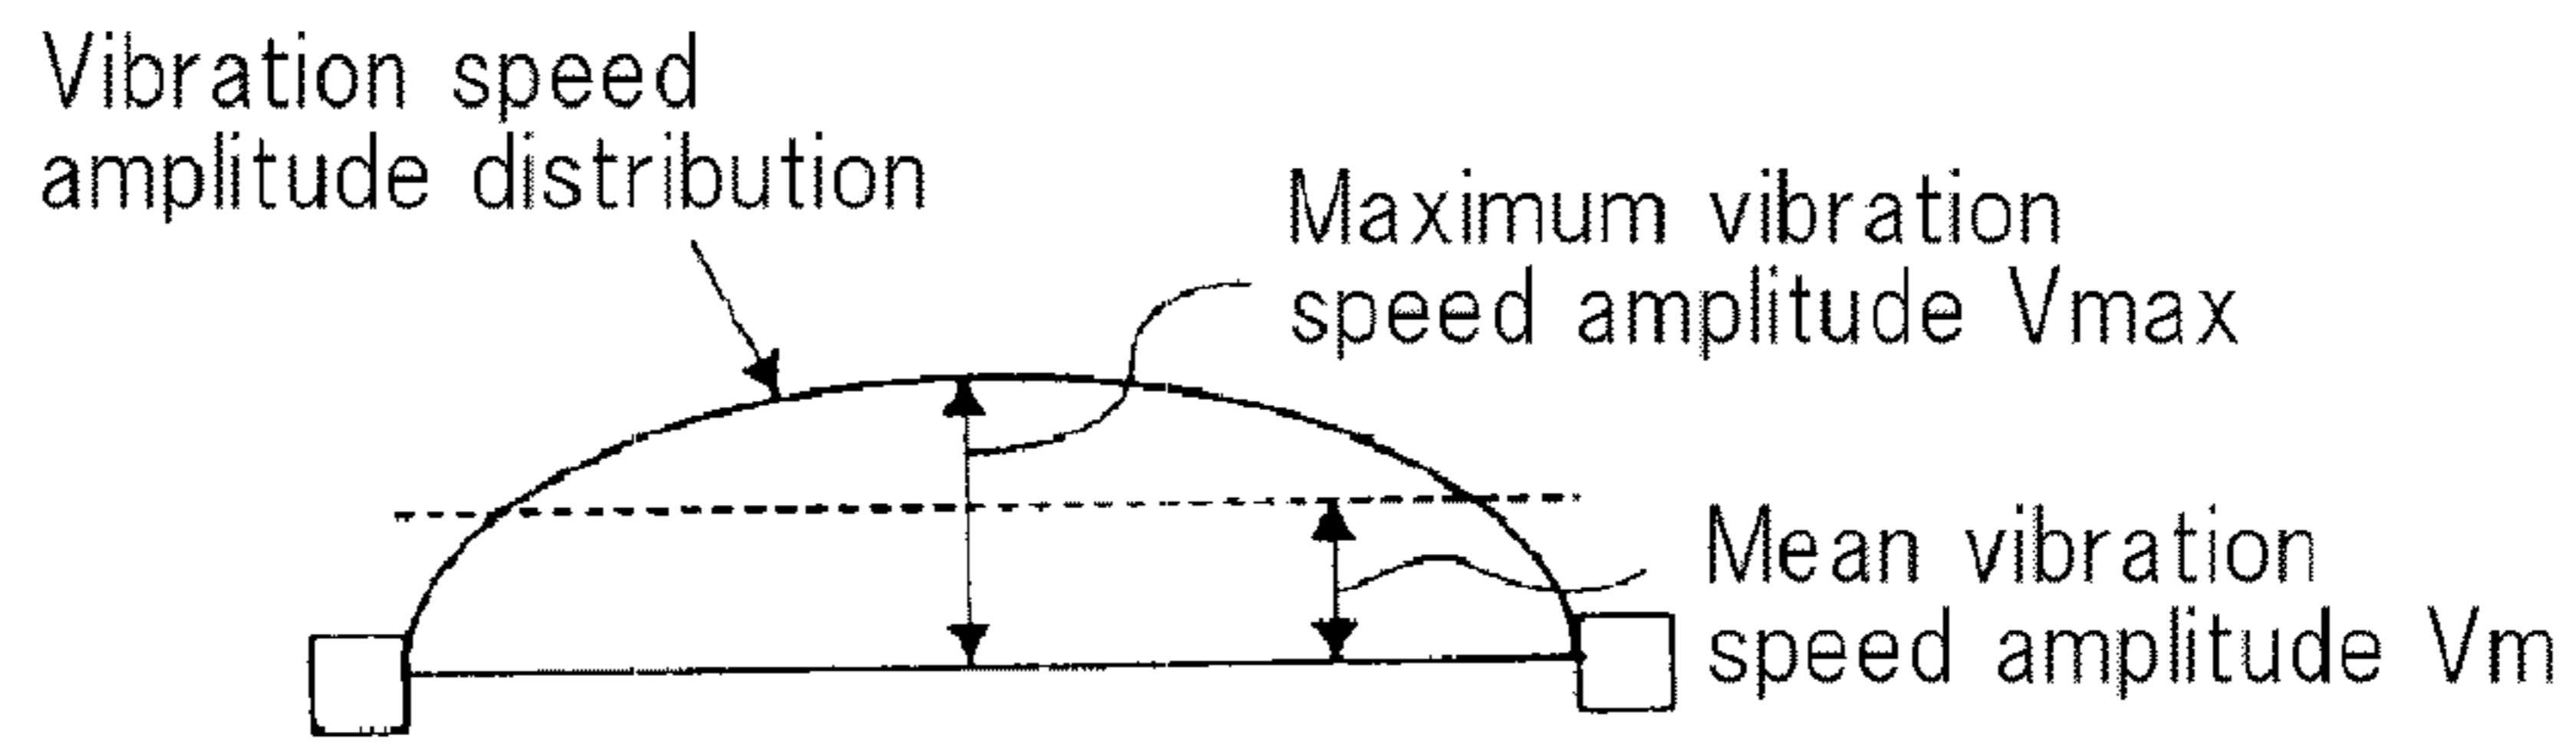 Vibration speed
amplitude distribution
Maximum vibration
speed amplitude Vmax
Mean vibration
speed amplitude Vm